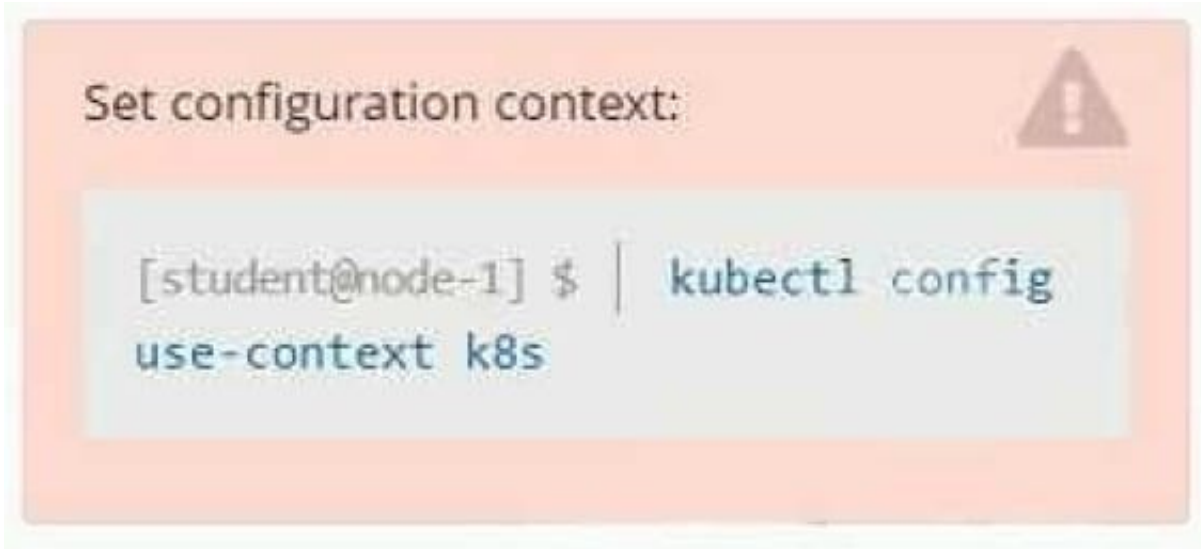 Set configuration context:
[student@node-1] $ | kubectl config
use-context k8s